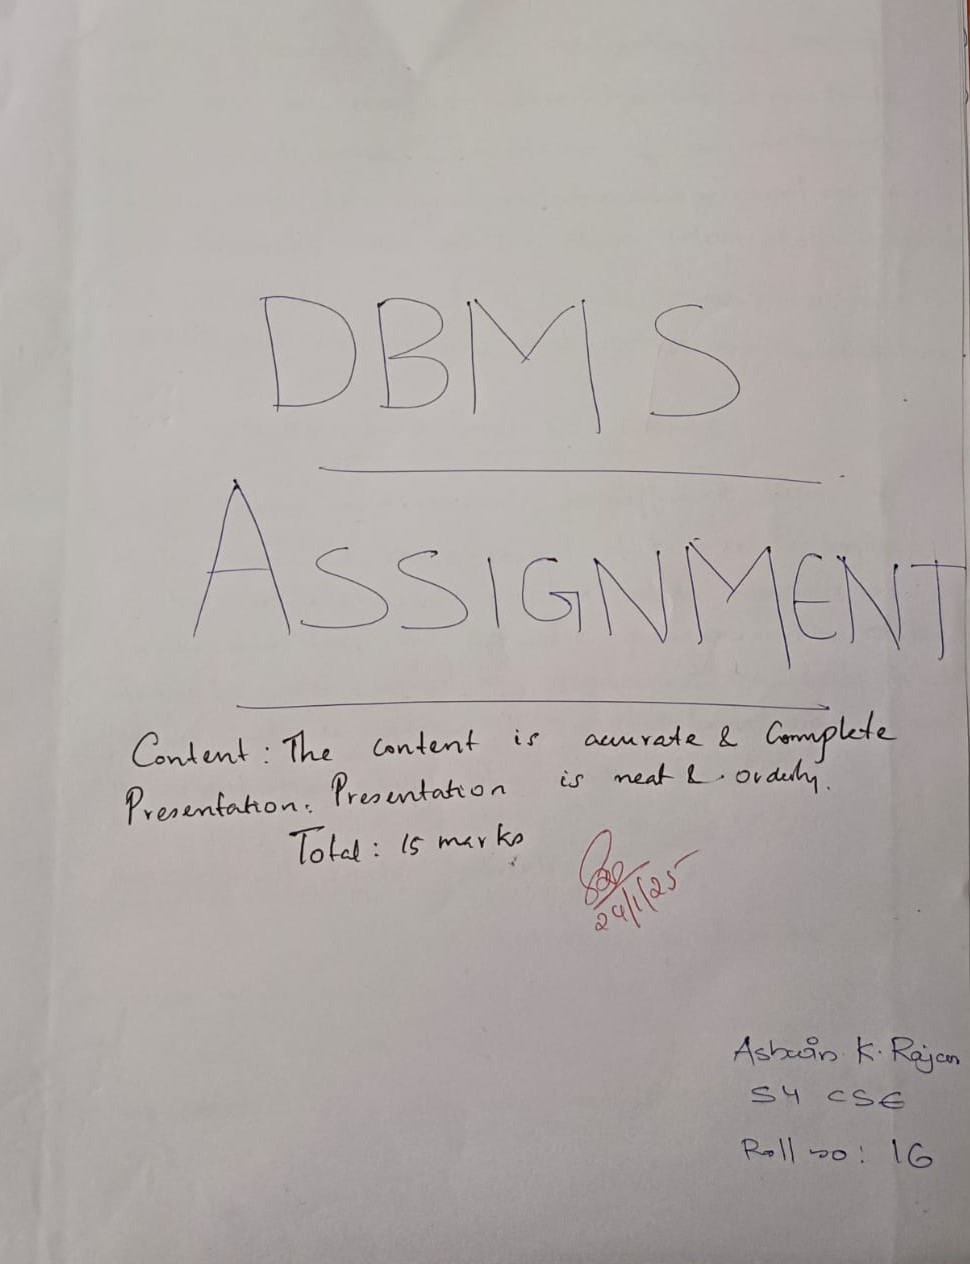 DBMS
ASSIGNMENT
Content: The content is accurate & Complete
Presentation: Presentation is neat & orderly.
Total: 15 marks
24/1/25
Ashwin K. Rajan
S4 CSE
Roll no: 16